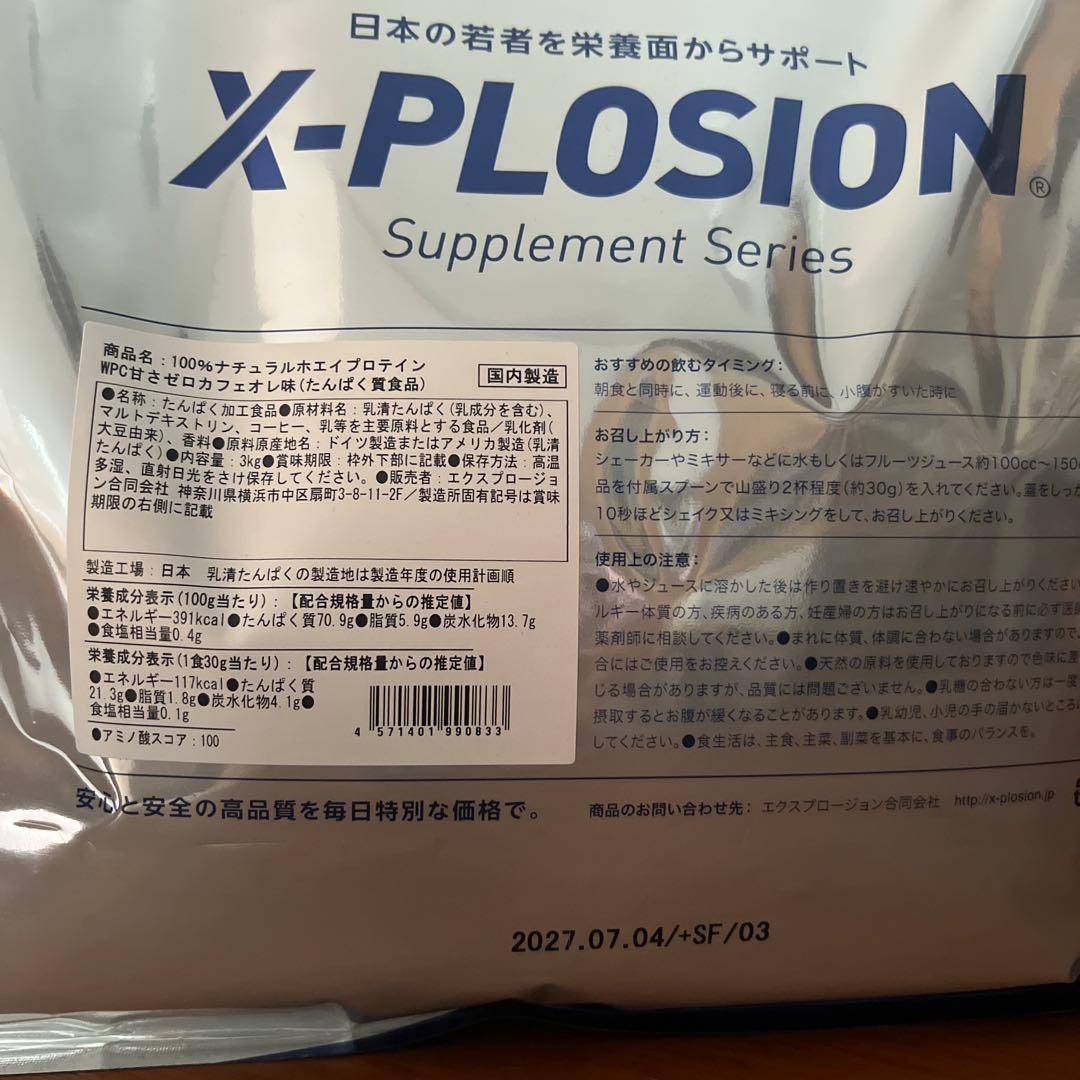 日本の若者を栄養面からサポート
X-PLOSION®
Supplement Series
商品名：100%ナチュラルホエイプロテイン
WPC甘さゼロカフェオレ味(たんぱく質食品)
国内製造
●名称：たんぱく加工食品●原材料名：乳清たんぱく(乳成分を含む)、
マルトデキストリン、コーヒー、乳等を主要原料とする食品／乳化剤(
大豆由来)、香料●原料原産地名：ドイツ製造またはアメリカ製造(乳清
たんぱく)●内容量：3kg●賞味期限：枠外下部に記載●保存方法：高温
多湿、直射日光をさけ保存してください。●販売者：エクスプロージョ
ン合同会社 神奈川県横浜市中区扇町3-8-11-2F／製造所固有記号は賞味
期限の右側に記載
製造工場：日本　乳清たんぱくの製造地は製造年度の使用計画順
栄養成分表示(100g当たり)：【配合規格量からの推定値】
●エネルギー391kcal●たんぱく質70.9g●脂質5.9g●炭水化物13.7g
●食塩相当量0.4g
栄養成分表示(1食30g当たり)：【配合規格量からの推定値】
●エネルギー117kcal●たんぱく質
21.3g●脂質1.8g●炭水化物4.1g●
食塩相当量0.1g
●アミノ酸スコア：100
4 571401 990833
おすすめの飲むタイミング：
朝食と同時に、運動後に、寝る前に、小腹がすいた時に
お召し上がり方：
シェーカーやミキサーなどに水もしくはフルーツジュース約100cc〜150c
品を付属スプーンで山盛り2杯程度(約30g)を入れてください。蓋をしっか
10秒ほどシェイク又はミキシングをして、お召し上がりください。
使用上の注意：
●水やジュースに溶かした後は作り置きを避け速やかにお召し上がりください
ルギー体質の方、疾病のある方、妊産婦の方はお召し上がりになる前に必ず医師
薬剤師に相談してください。●まれに体質、体調に合わない場合がありますので
合にはご使用をお控えください。●天然の原料を使用しておりますので色味に差
じる場合がありますが、品質には問題ございません。●乳糖の合わない方は一度
摂取するとお腹が緩くなることがあります。●乳幼児、小児の手の届かないところ
してください。●食生活は、主食、主菜、副菜を基本に、食事のバランスを。
安心と安全の高品質を毎日特別な価格で。
商品のお問い合わせ先：エクスプロージョン合同会社　http://x-plosion.jp
2027.07.04/+SF/03